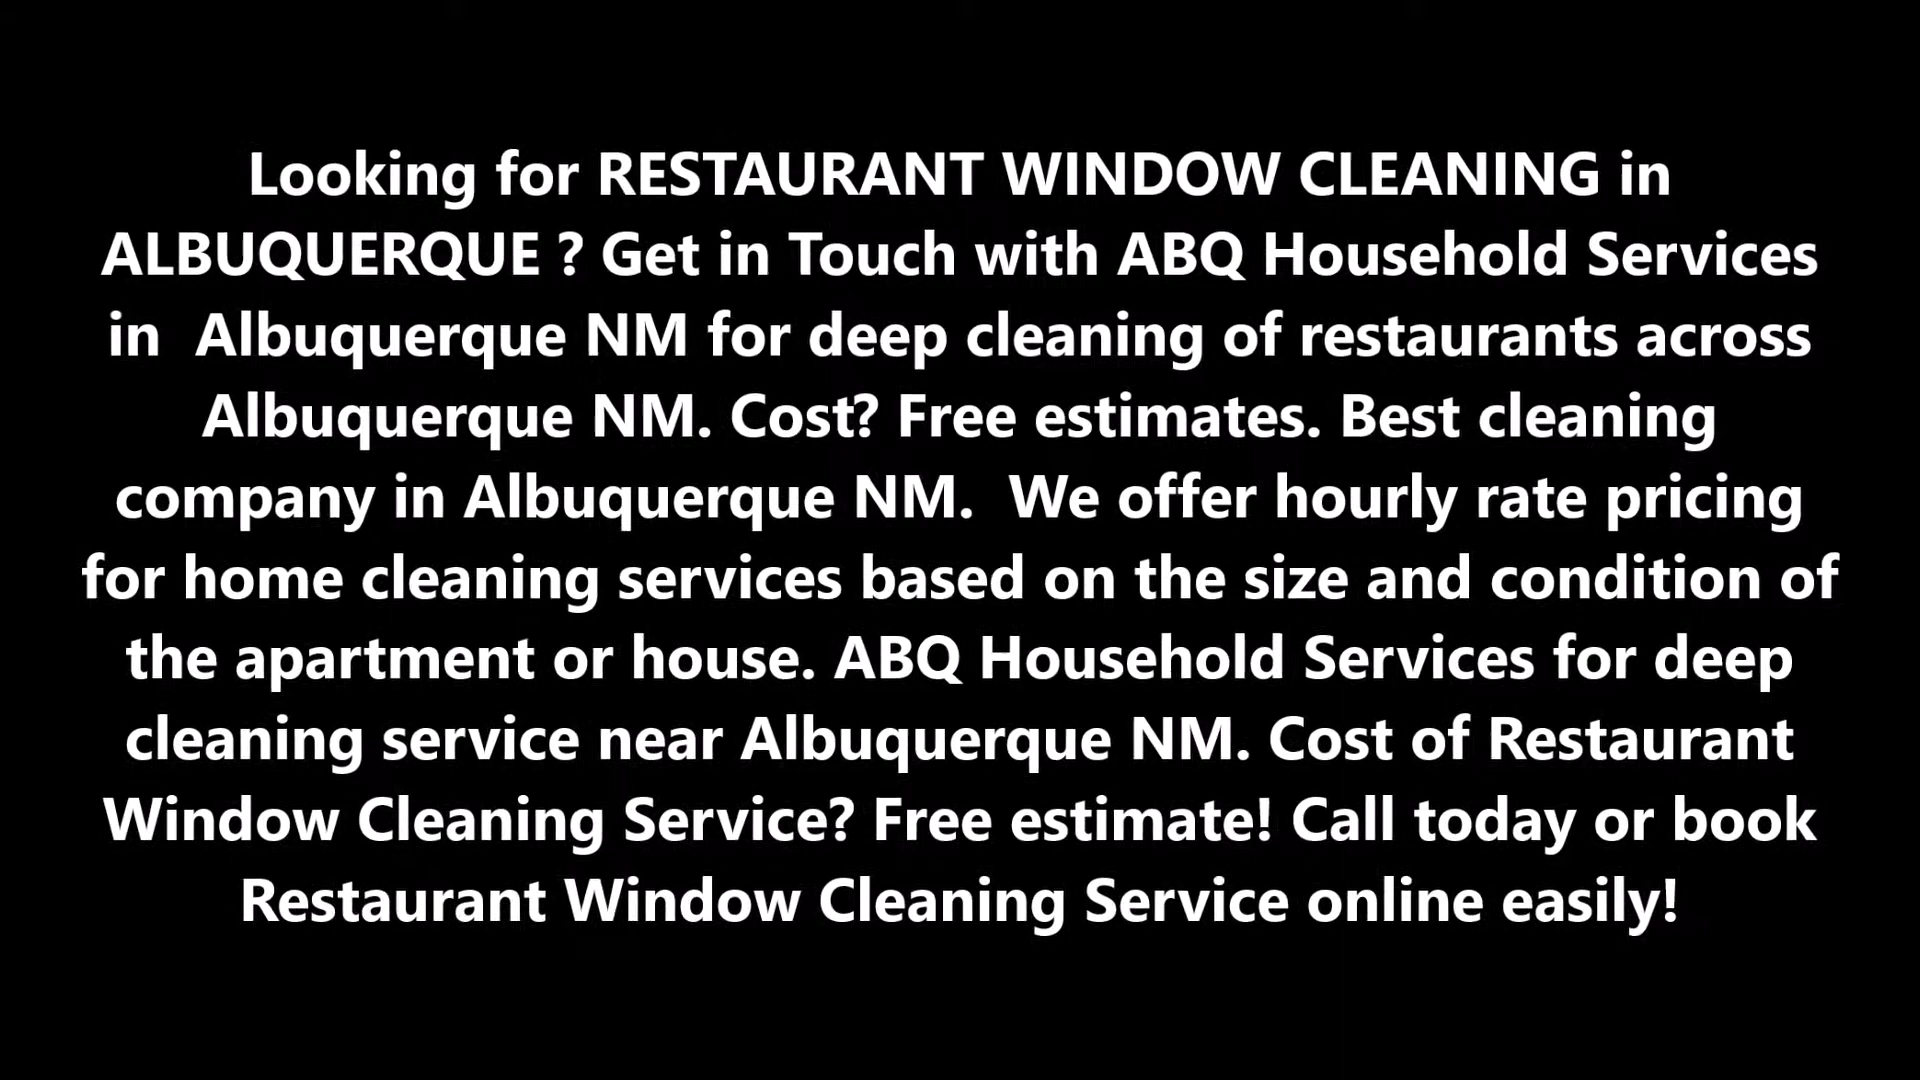 Looking for RESTAURANT WINDOW CLEANING in
ALBUQUERQUE ? Get in Touch with ABQ Household Services
in  Albuquerque NM for deep cleaning of restaurants across
Albuquerque NM. Cost? Free estimates. Best cleaning
company in Albuquerque NM.  We offer hourly rate pricing
for home cleaning services based on the size and condition of
the apartment or house. ABQ Household Services for deep
cleaning service near Albuquerque NM. Cost of Restaurant
Window Cleaning Service? Free estimate! Call today or book
Restaurant Window Cleaning Service online easily!